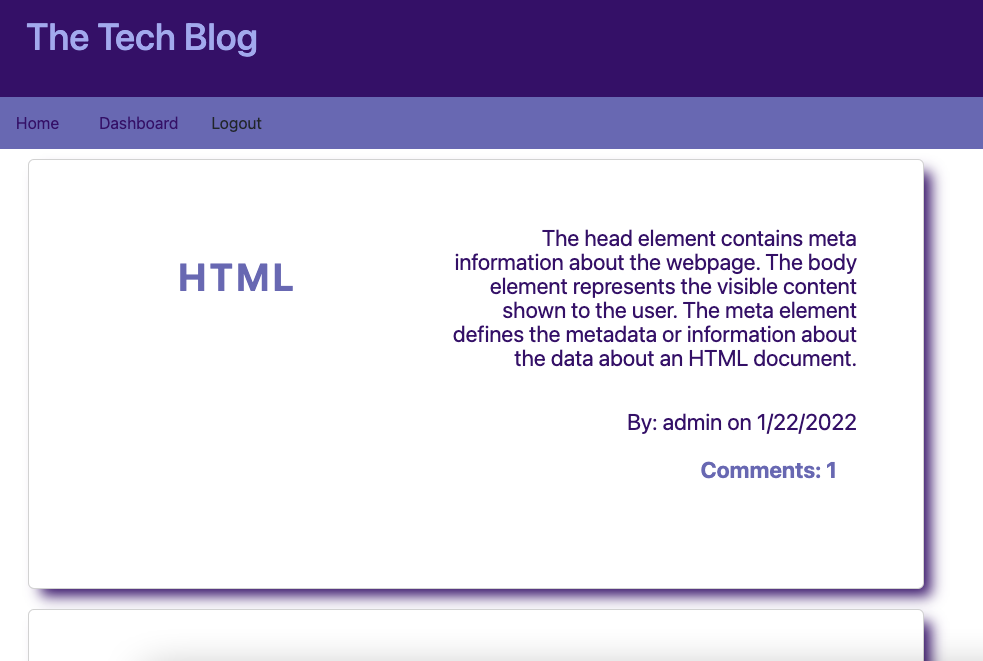 The Tech Blog
Home Dashboard Logout
HTML
The head element contains meta
information about the webpage. The body
element represents the visible content
shown to the user. The meta element
defines the metadata or information about
the data about an HTML document.
By: admin on 1/22/2022
Comments: 1